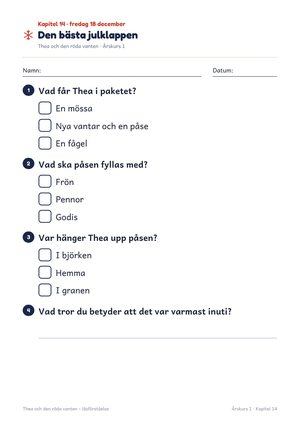 Kapitel 14 · fredag 18 december
Den bästa julklappen
Thea och den röda vanten · Årskurs 1
Namn: Datum:
1 Vad får Thea i paketet?
En mössa
Nya vantar och en påse
En fågel
2 Vad ska påsen fyllas med?
Frön
Pennor
Godis
3 Var hänger Thea upp påsen?
I björken
Hemma
I granen
4 Vad tror du betyder att det var varmast inuti?
Thea och den röda vanten – läsförståelse Årskurs 1 · Kapitel 14